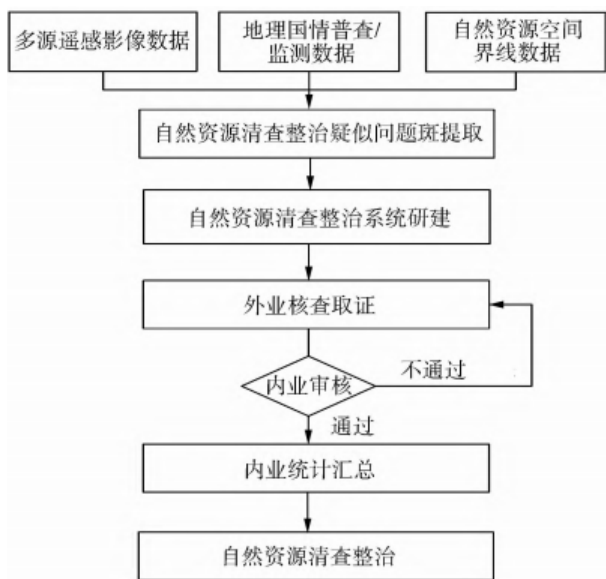 多源遥感影像数据
地理国情普查/
监测数据
自然资源空间
界线数据
自然资源清查整治疑似问题斑提取
自然资源清查整治系统研建
外业核查取证
内业审核
不通过
通过
内业统计汇总
自然资源清查整治